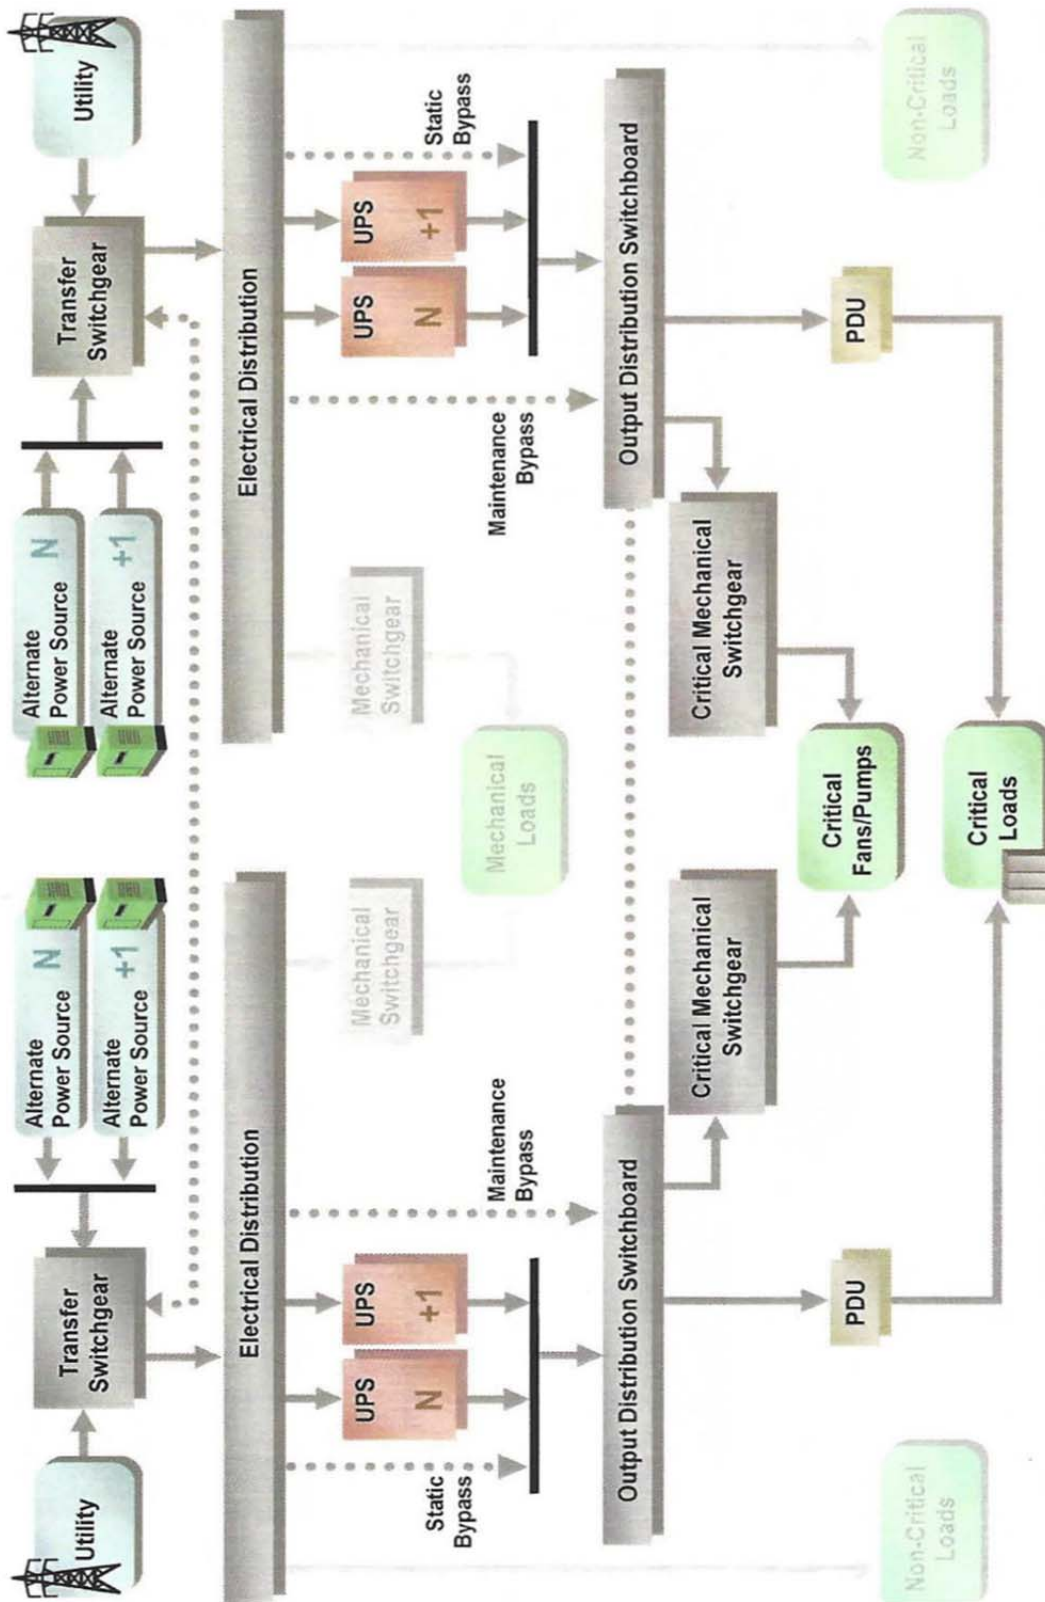 Utility
Transfer
Switchgear
Alternate
Power Source
N
Alternate
Power Source
+1
Alternate
Power Source
N
Alternate
Power Source
+1
Transfer
Switchgear
Utility
Electrical Distribution
Electrical Distribution
Static
Bypass
UPS
N
UPS
+1
Maintenance
Bypass
Mechanical
Switchgear
Mechanical
Loads
Mechanical
Switchgear
Maintenance
Bypass
UPS
N
UPS
+1
Static
Bypass
Output Distribution Switchboard
Output Distribution Switchboard
Critical Mechanical
Switchgear
Critical Mechanical
Switchgear
Non-Critical
Loads
PDU
Critical
Fans/Pumps
PDU
Non-Critical
Loads
Critical
Loads